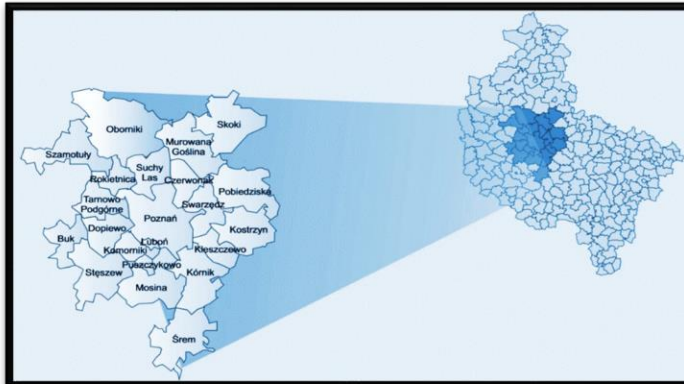 Oborniki
Skoki
Murowana
Goślina
Szamotuły
Suchy
Las
Rokietnica
Czerwonak
Pobiedziska
Tarnowo
Podgórne
Swarzędz
Poznań
Dopiewo
Kostrzyn
Buk
Luboń
Komorniki
Kleszczewo
Puszczykowo
Stęszew
Kórnik
Mosina
Śrem